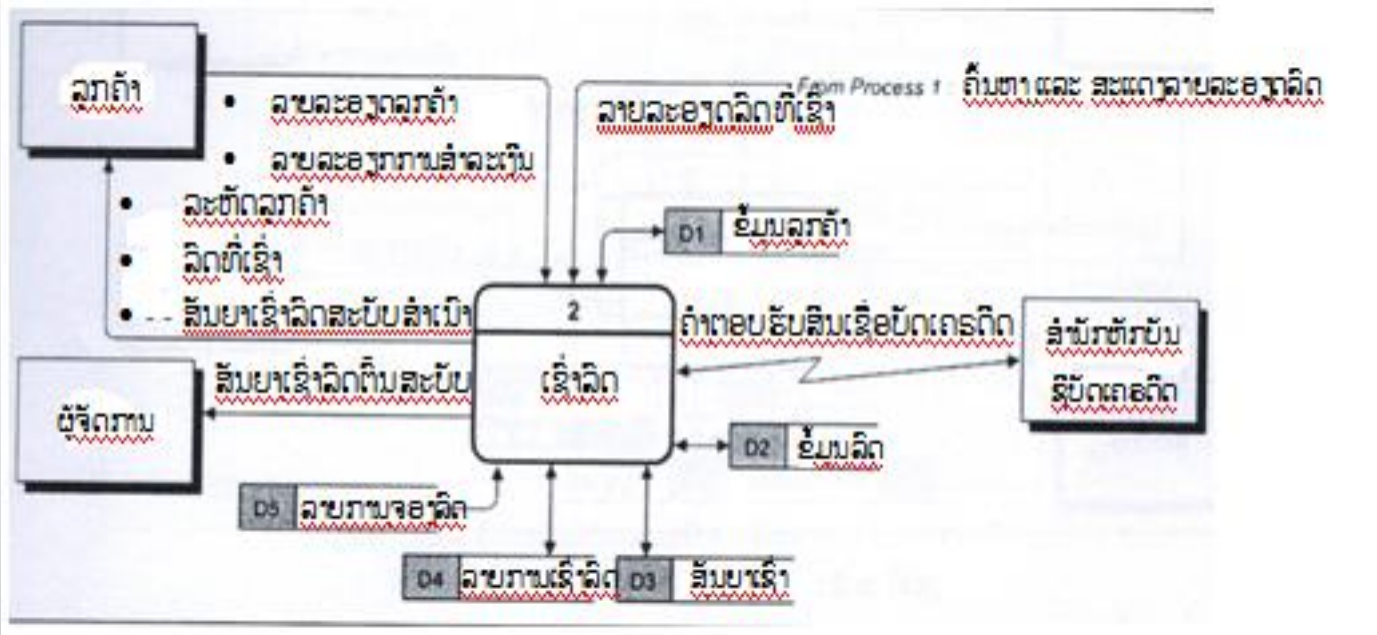 ລູກຄ້າ
• ລາຍລະອຽດລູກຄ້າ
• ລາຍລະອຽກການສຳລະເງິນ
ລາຍລະອຽດລົດທີ່ເຊົ່າ
From Process 1 : ຄົ້ນຫາ ແລະ ສະແດງລາຍລະອຽດລົດ
• ລະຫັດລູກຄ້າ
• ລົດທີ່ເຊົ່າ
• ສັນຍາເຊົ່າລົດສະບັບສຳເນົາ
D1 ຂໍ້ມູນລູກຄ້າ
2
ເຊົ່າລົດ
ຄຳຕອບຮັບສິນເຊື່ອບັດເຄຣດິດ
ສຳນັກຫັກບັນ
ຊີບັດເຄຣດິດ
ສັນຍາເຊົ່າລົດຕົ້ນສະບັບ
ຜູ້ຈັດການ
D2 ຂໍ້ມູນລົດ
D5 ລາຍການຈອງລົດ
D4 ລາຍການເຊົ່າລົດ
D3 ສັນຍາເຊົ່າ